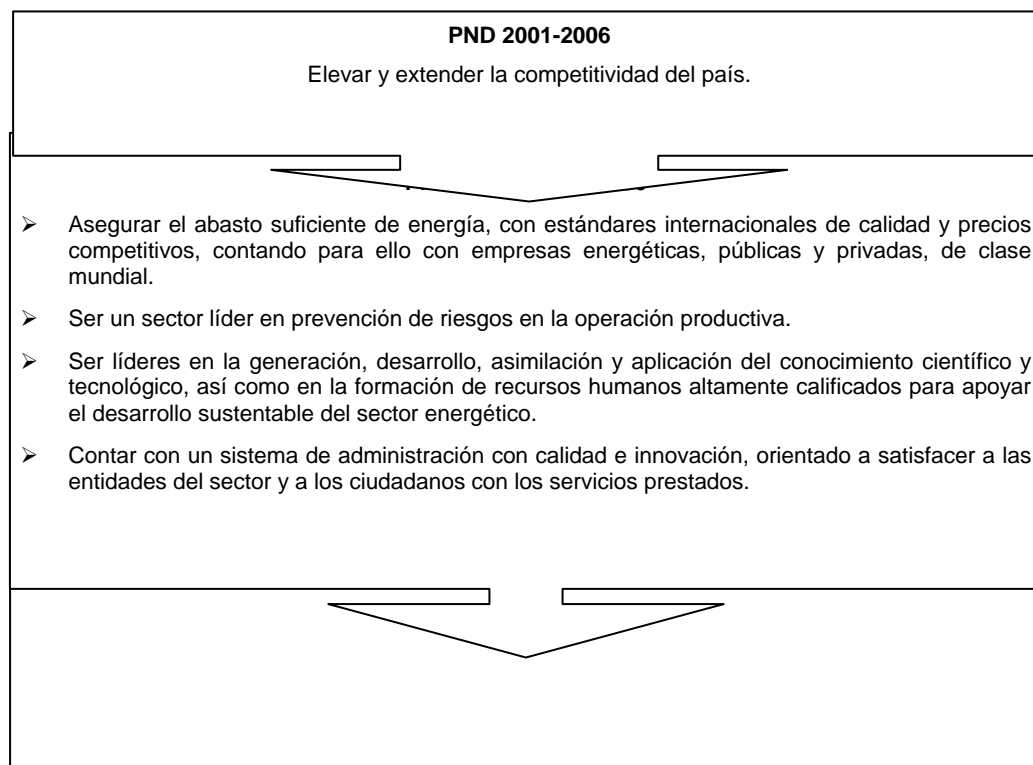 PND 2001-2006
Elevar y extender la competitividad del país.
➢ Asegurar el abasto suficiente de energía, con estándares internacionales de calidad y precios
competitivos, contando para ello con empresas energéticas, públicas y privadas, de clase
mundial.
➢ Ser un sector líder en prevención de riesgos en la operación productiva.
➢ Ser líderes en la generación, desarrollo, asimilación y aplicación del conocimiento científico y
tecnológico, así como en la formación de recursos humanos altamente calificados para apoyar
el desarrollo sustentable del sector energético.
➢ Contar con un sistema de administración con calidad e innovación, orientado a satisfacer a las
entidades del sector y a los ciudadanos con los servicios prestados.